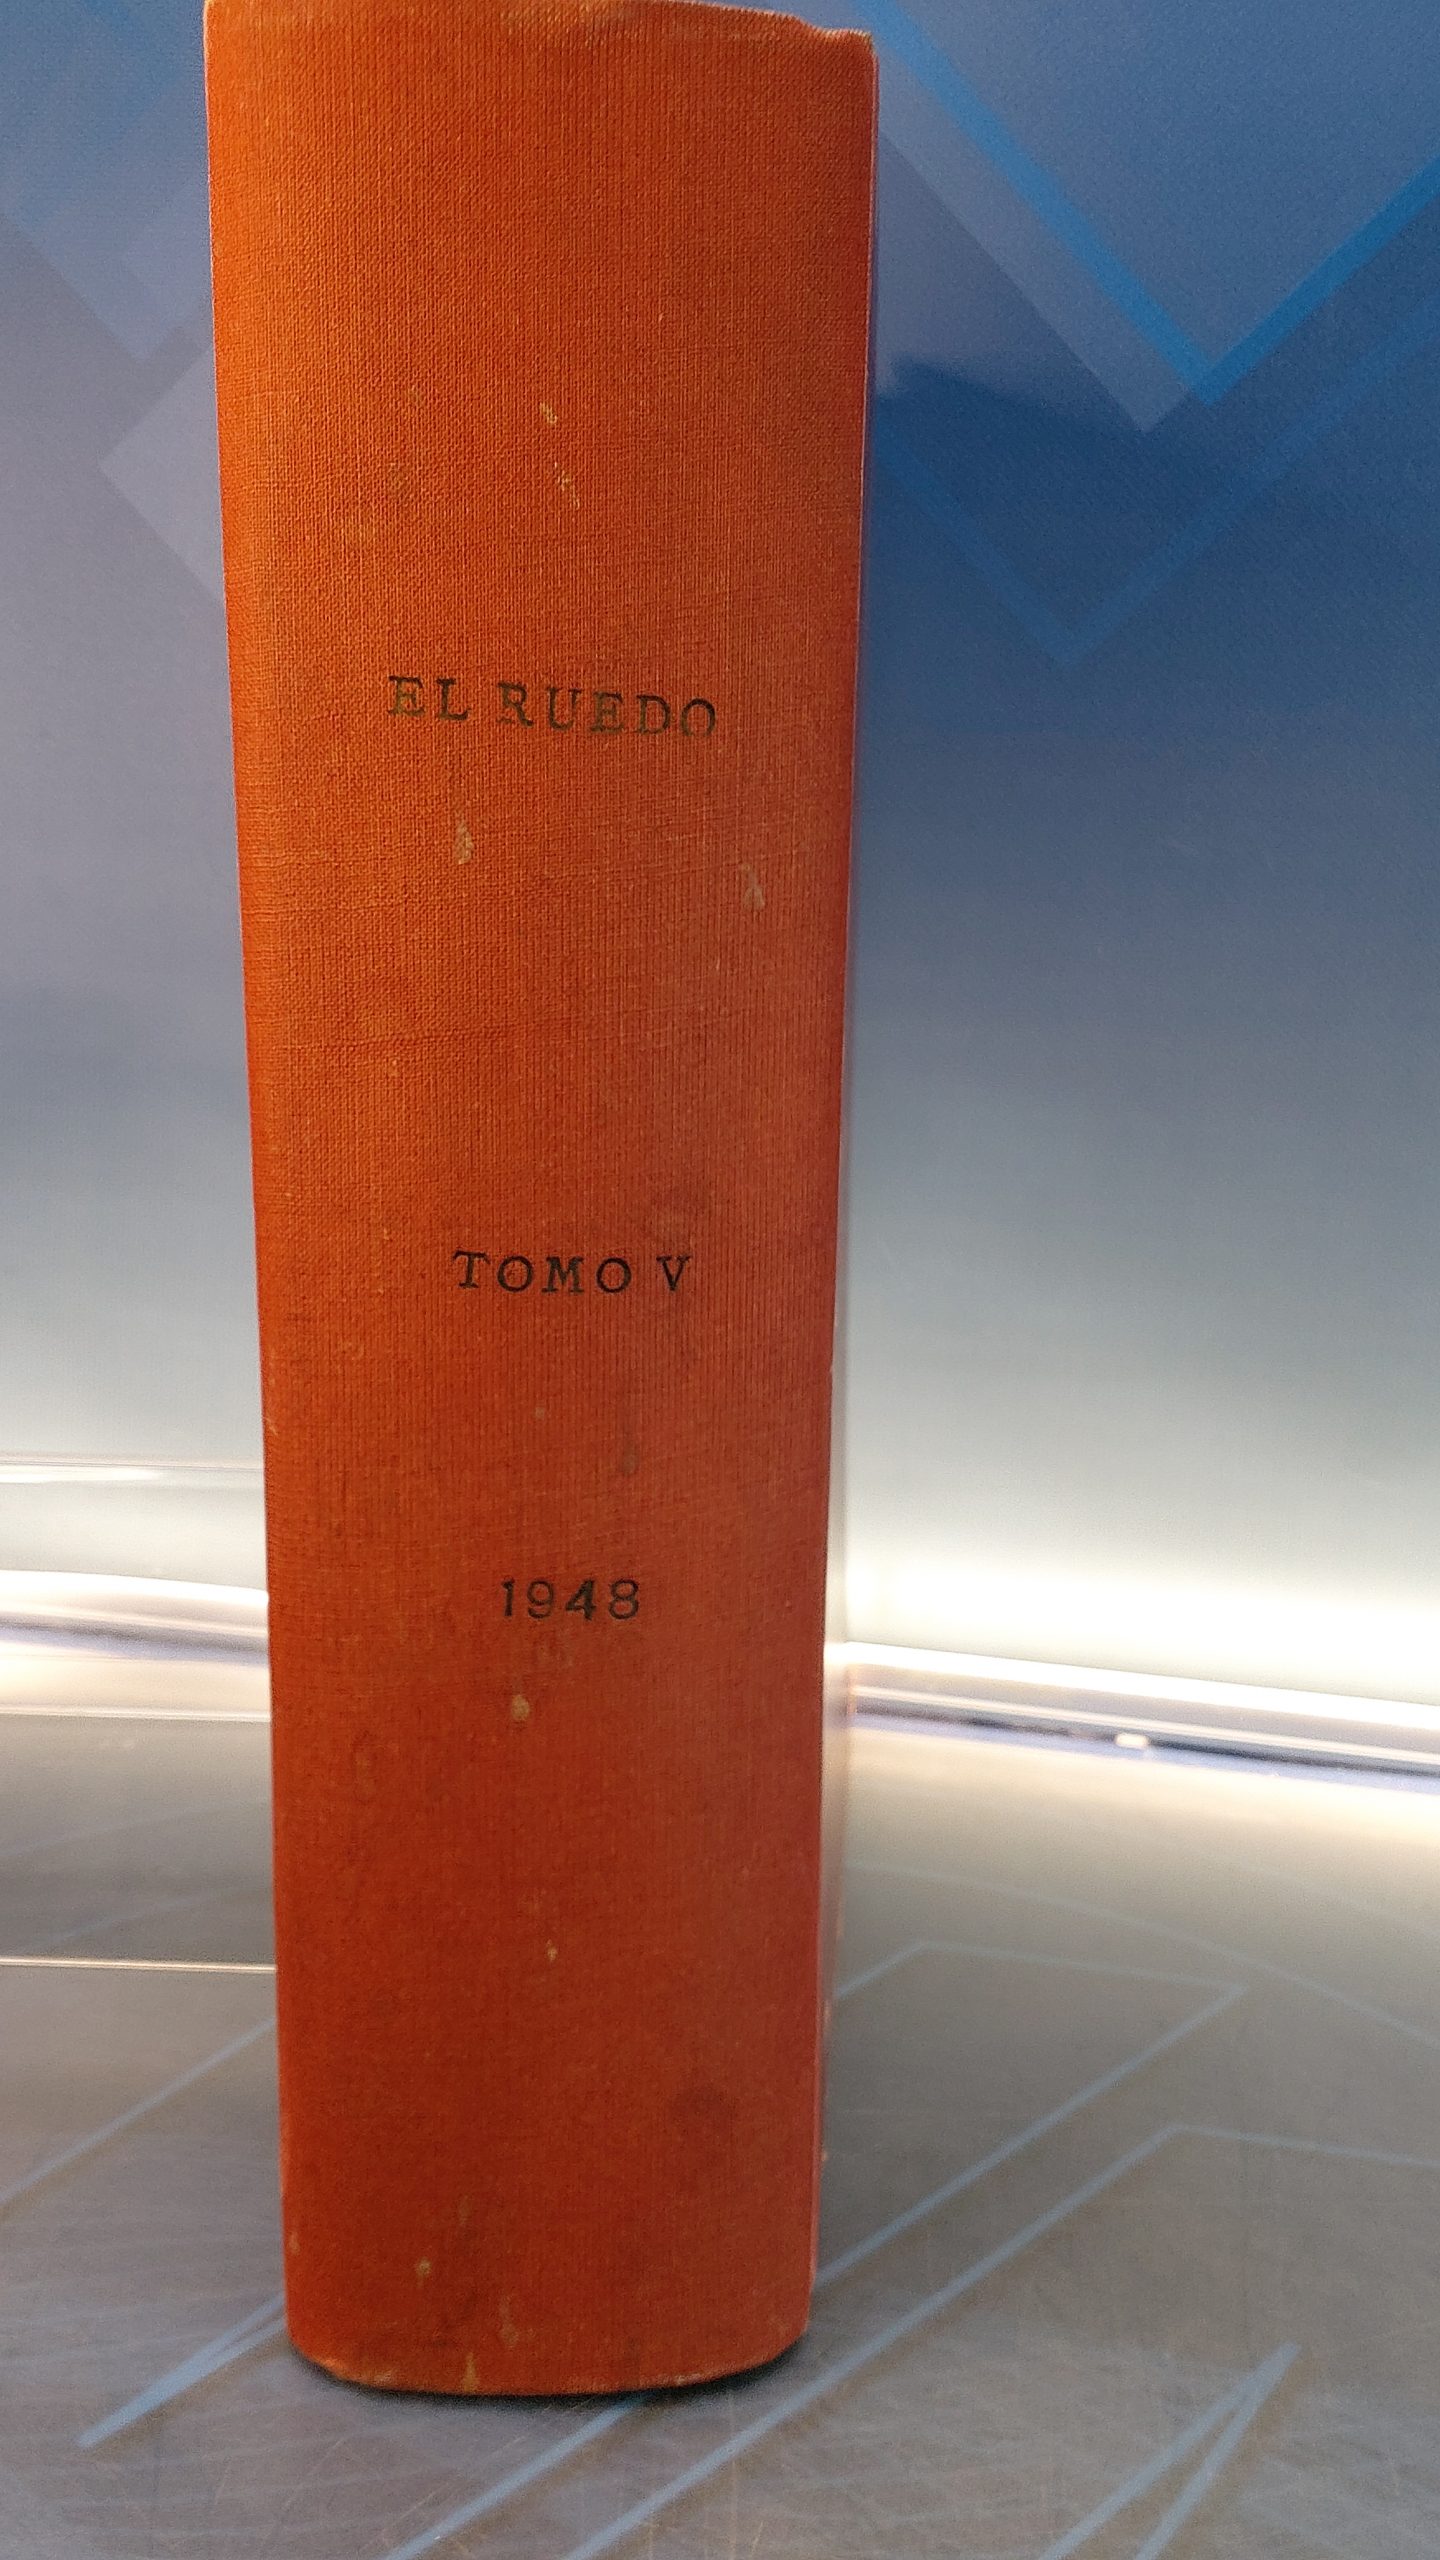 EL RUEDO
TOMO V
1948